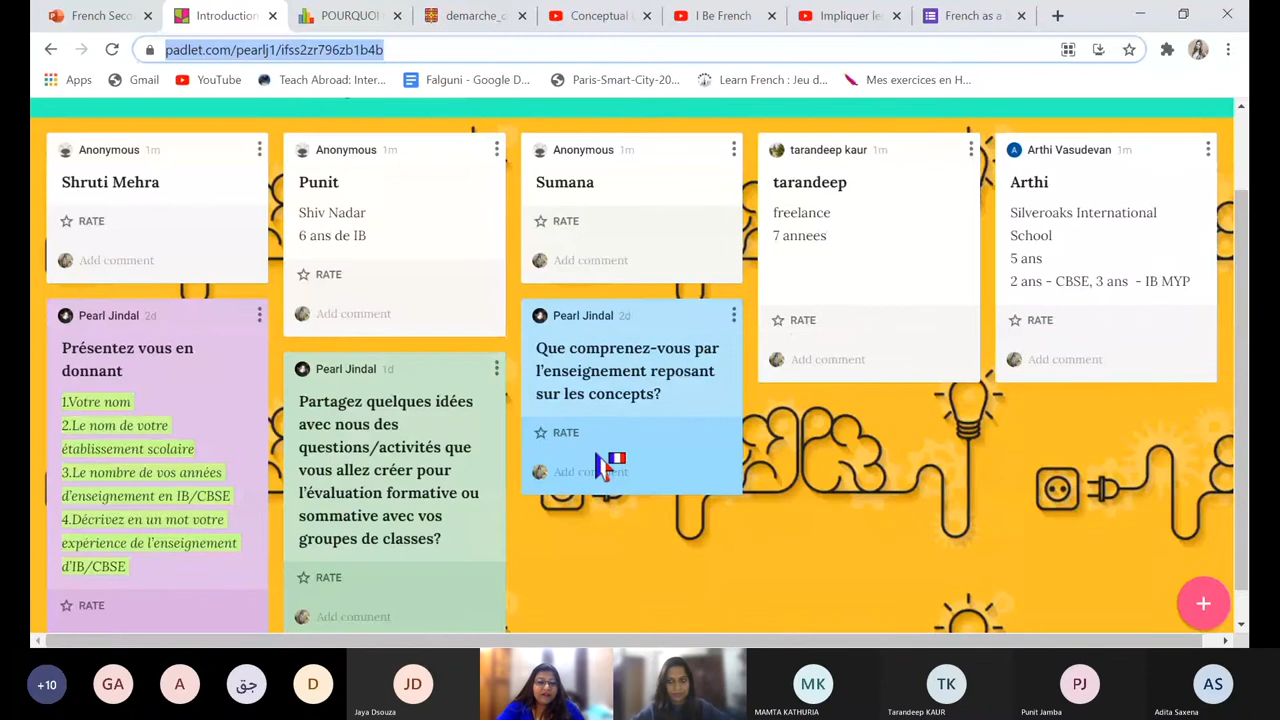 French Seco
Introduction
POURQUOI
demarche_c
Conceptual
I Be French
Impliquer le
French as a
padlet.com/pearlj1/ifss2zr796zb1b4b
Apps
Gmail
YouTube
Teach Abroad: Inter...
Falguni - Google D...
Paris-Smart-City-20...
Learn French : Jeu d...
Mes exercices en H...
Anonymous 1m
Shruti Mehra
RATE
Add comment
Pearl Jindal 2d
Présentez vous en
donnant
1.Votre nom
2.Le nom de votre
établissement scolaire
3.Le nombre de vos années
d'enseignement en IB/CBSE
4.Décrivez en un mot votre
expérience de l'enseignement
d'IB/CBSE
RATE
Anonymous 1m
Punit
Shiv Nadar
6 ans de IB
RATE
Add comment
Pearl Jindal 1d
Partagez quelques idées
avec nous des
questions/activités que
vous allez créer pour
l'évaluation formative ou
sommative avec vos
groupes de classes?
RATE
Add comment
Anonymous 1m
Sumana
RATE
Add comment
Pearl Jindal 2d
Que comprenez-vous par
l'enseignement reposant
sur les concepts?
RATE
Add comment
tarandeep kaur 1m
tarandeep
freelance
7 annees
RATE
Add comment
A Arthi Vasudevan 1m
Arthi
Silveroaks International
School
5 ans
2 ans - CBSE, 3 ans - IB MYP
RATE
Add comment
+10
GA
A
جق
D
JD
Jaya Dsouza
MK
MAMTA KATHURIA
TK
Tarandeep KAUR
PJ
Punit Jamba
AS
Adita Saxena